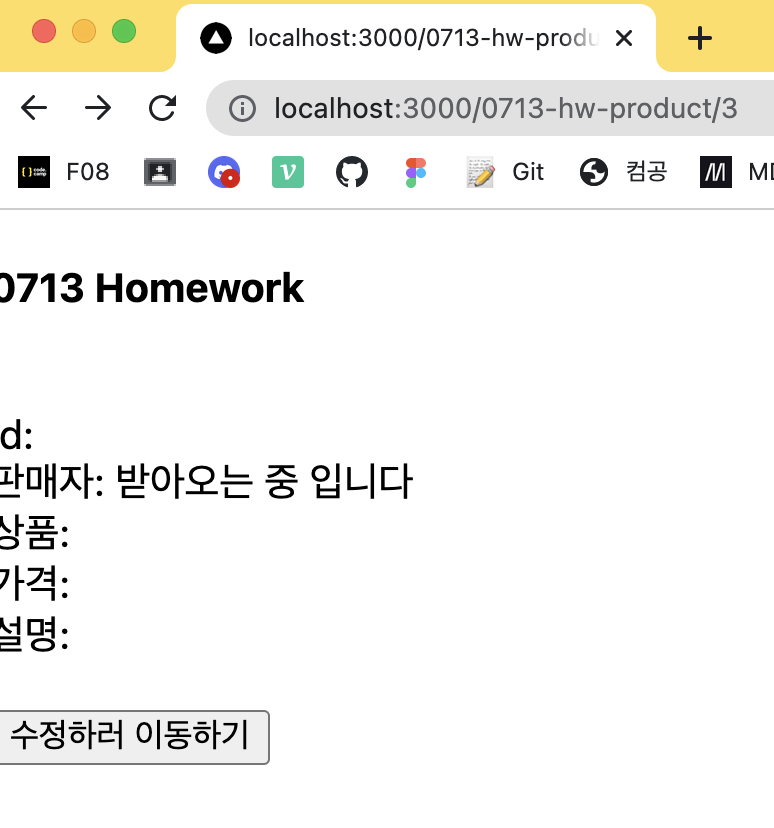 localhost:3000/0713-hw-produ
localhost:3000/0713-hw-product/3
F08 Git 컴공 MD
0713 Homework
d:
판매자: 받아오는 중 입니다
상품:
가격:
설명:
수정하러 이동하기